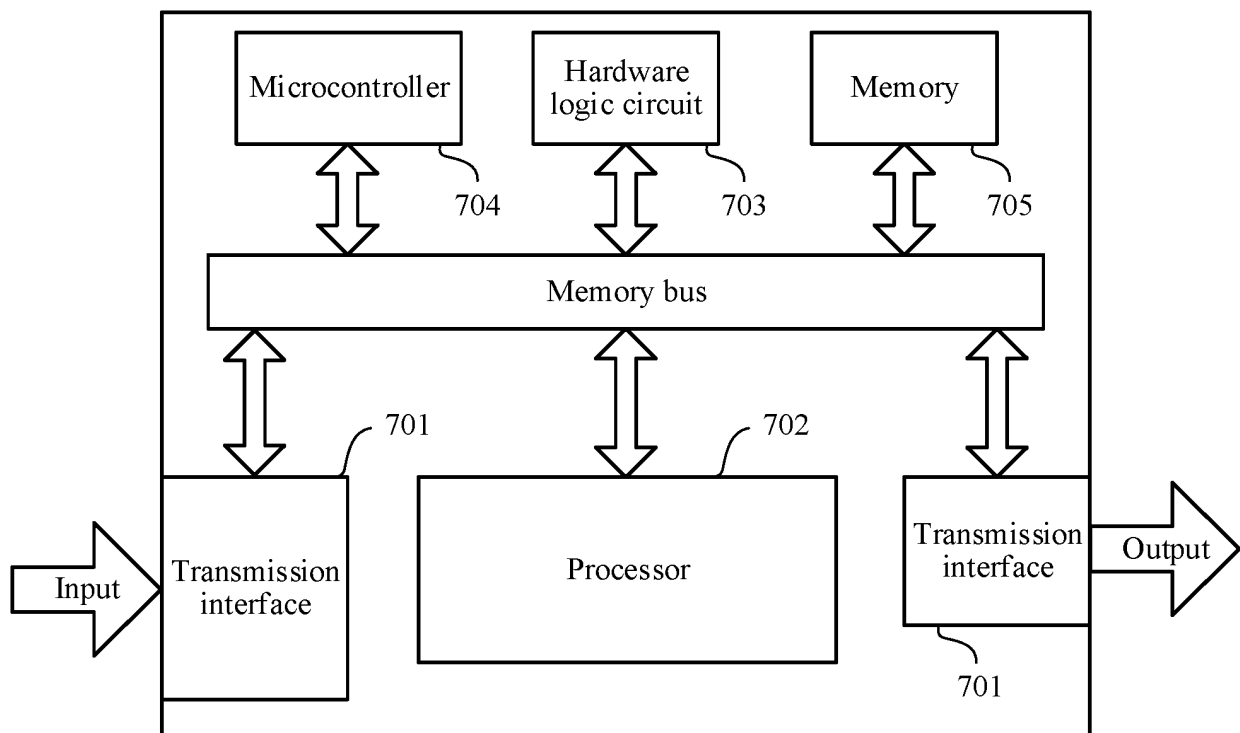 Microcontroller
Hardware
logic circuit
Memory
704
703
705
Memory bus
701
702
Input
Transmission
interface
Processor
Transmission
interface
Output
701